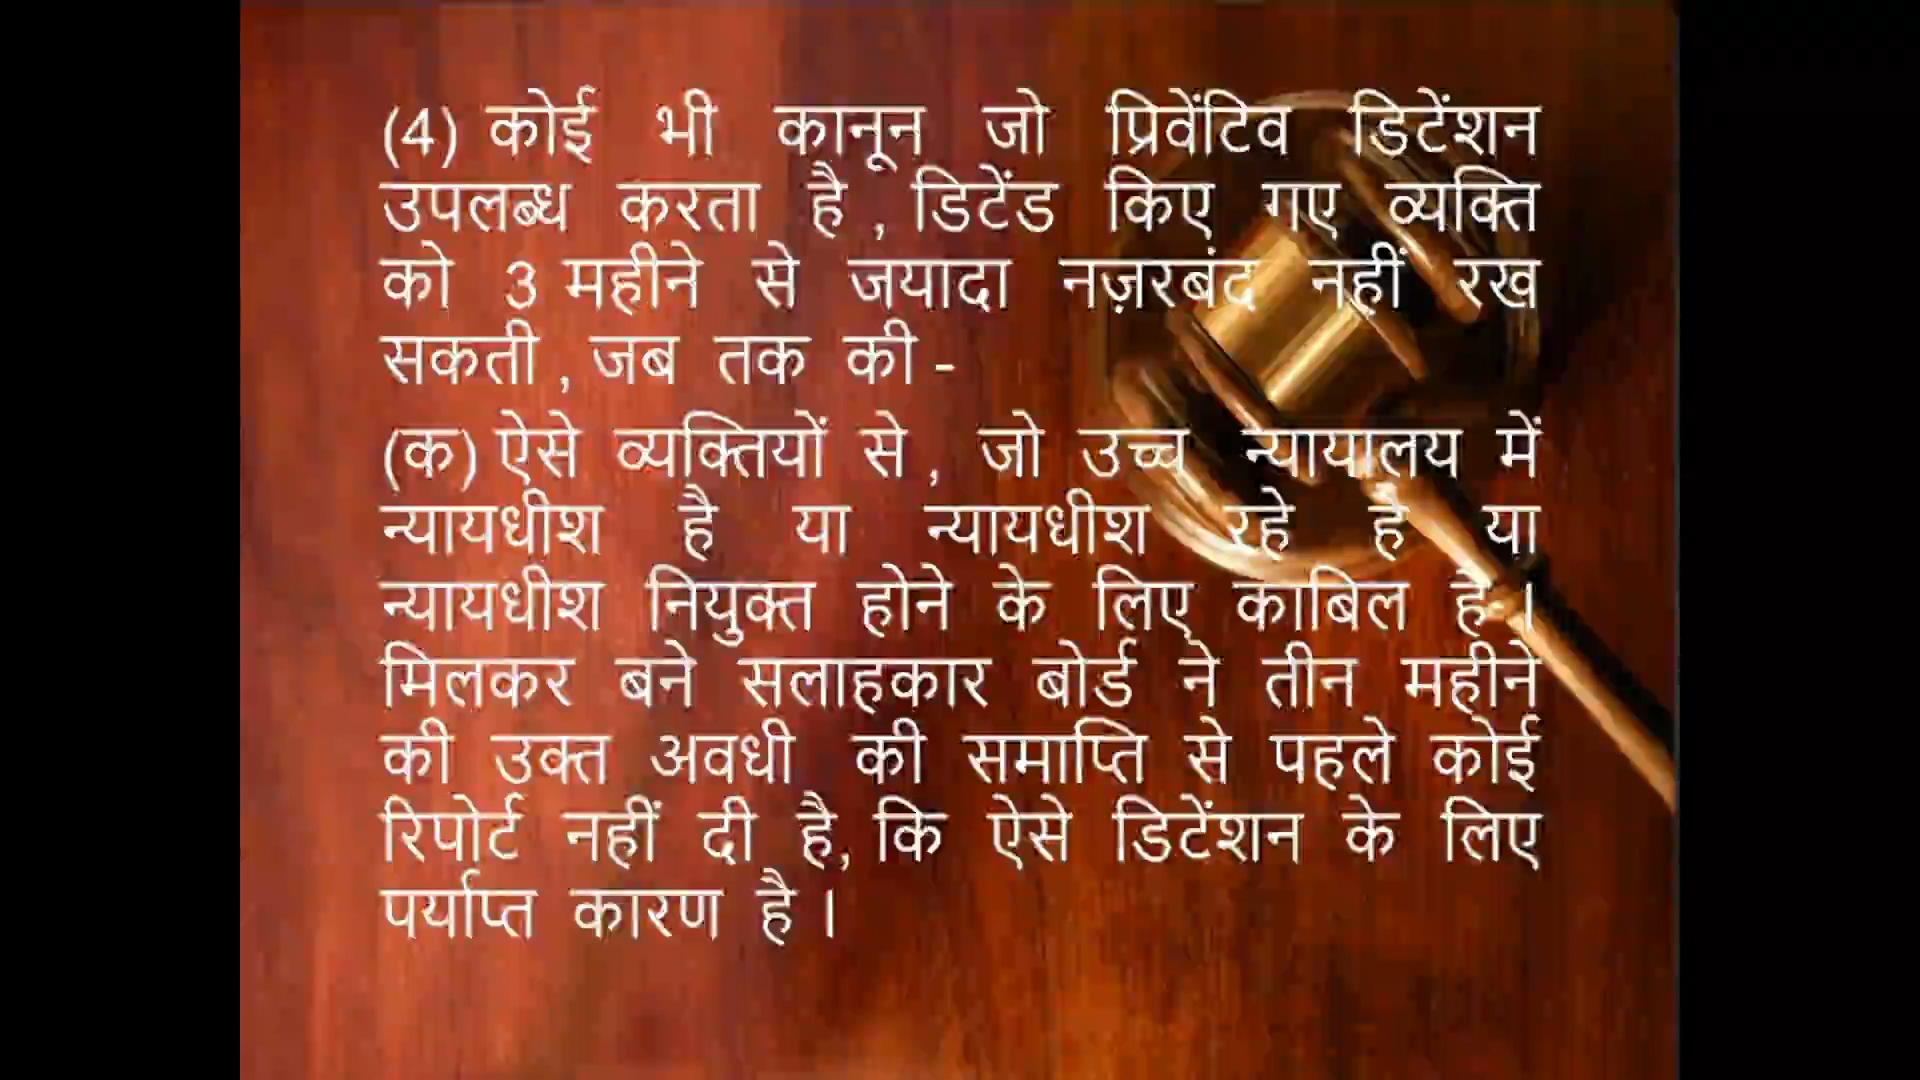 (4) कोई भी कानून जो प्रिवेंटिव डिटेंशन
उपलब्ध करता है , डिटेंड किए गए व्यक्ति
को 3 महीने से जयादा नज़रबंद नहीं रख
सकती , जब तक की -
(क) ऐसे व्यक्तियों से , जो उच्च न्यायालय में
न्यायधीश है या न्यायधीश रहे है या
न्यायधीश नियुक्त होने के लिए काबिल है ।
मिलकर बने सलाहकार बोर्ड ने तीन महीने
की उक्त अवधी की समाप्ति से पहले कोई
रिपोर्ट नहीं दी है, कि ऐसे डिटेंशन के लिए
पर्याप्त कारण है ।